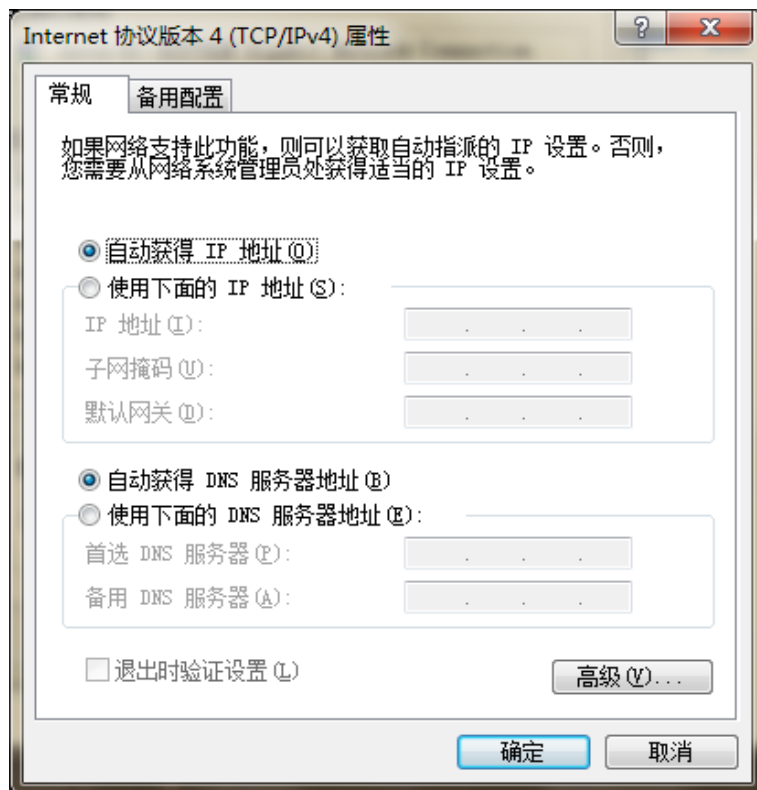 Internet 协议版本 4 (TCP/IPv4) 属性
常规
备用配置
如果网络支持此功能，则可以获取自动指派的 IP 设置。否则，
您需要从网络系统管理员处获得适当的 IP 设置。
自动获得 IP 地址(O)
使用下面的 IP 地址(S):
IP 地址(I):
子网掩码(U):
默认网关(D):
自动获得 DNS 服务器地址(B)
使用下面的 DNS 服务器地址(E):
首选 DNS 服务器(P):
备用 DNS 服务器(A):
退出时验证设置(L)
高级(V)...
确定
取消